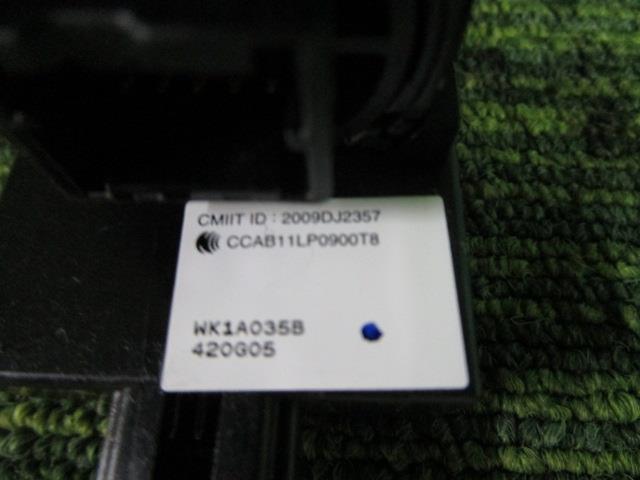 CMIIT ID : 2009DJ2357
CCAB11LP0900T8
WK1A035B
420G05